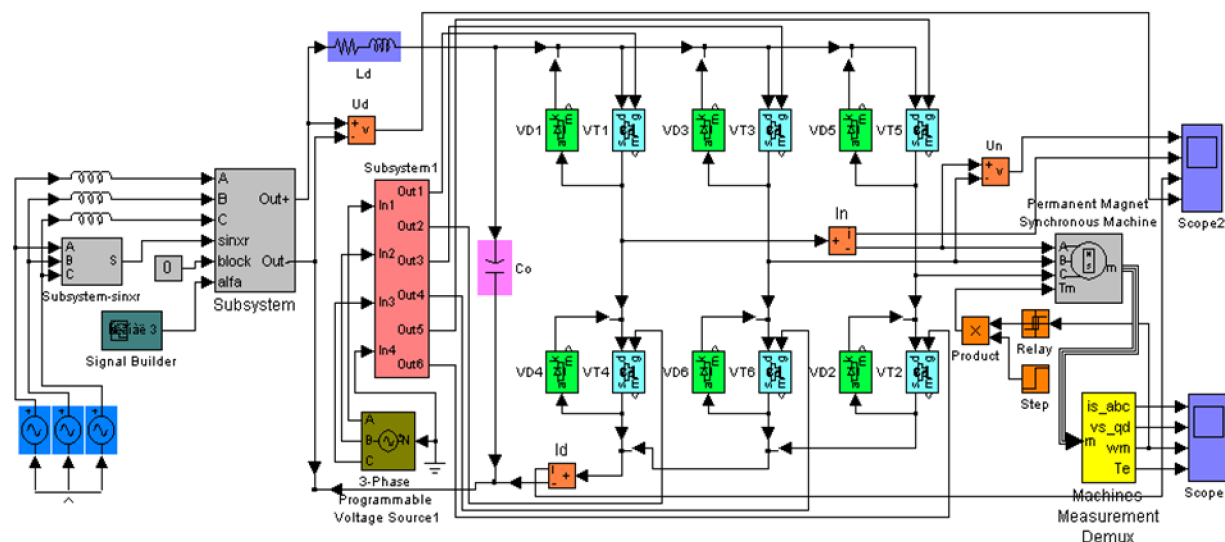 Ld
Ud
+
-
v
VD1
VT1
VD3
VT3
VD5
VT5
Un
+
-
v
Scope2
Subsystem1
In1
In2
In3
In4
Out1
Out2
Out3
Out4
Out5
Out6
A
B
C
sinxr
block
alfa
Out+
Out-
Subsystem
A
B
C
s
Subsystem-sinxr
0
Signal Builder
Co
In
+
i
-
Permanent Magnet
Synchronous Machine
A
B
C
Tm
m
N
S
VD4
VT4
VD6
VT6
VD2
VT2
×
Product
Relay
Step
A
B
C
N
3-Phase
Programmable
Voltage Source1
Id
i
-
+
m
is_abc
vs_qd
wm
Te
Machines
Measurement
Demux
Scope